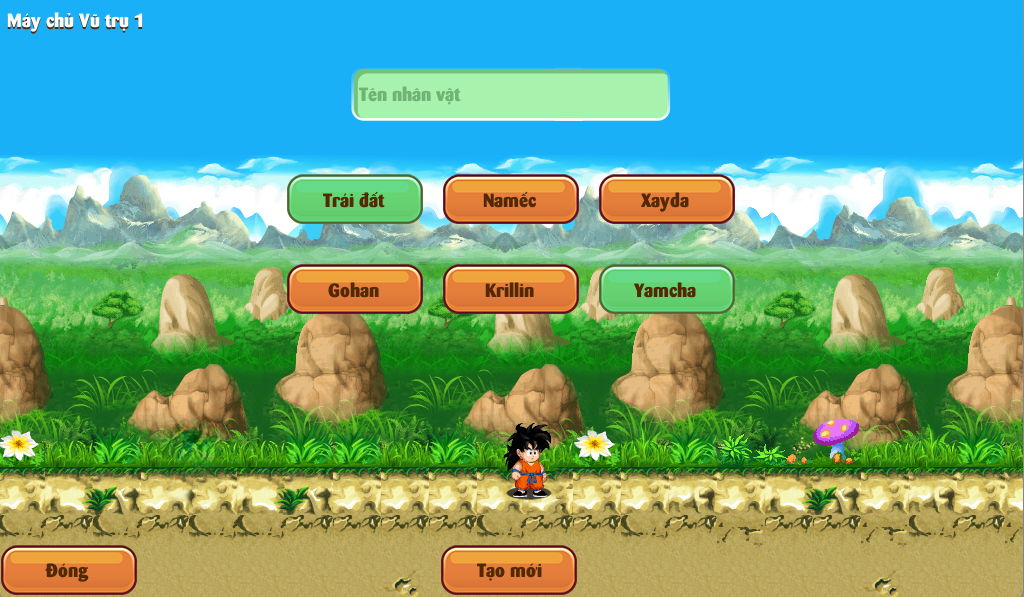 Máy chủ Vũ trụ 1
Tên nhân vật
Trái đất Namếc Xayda
Gohan Krillin Yamcha
Đóng Tạo mới